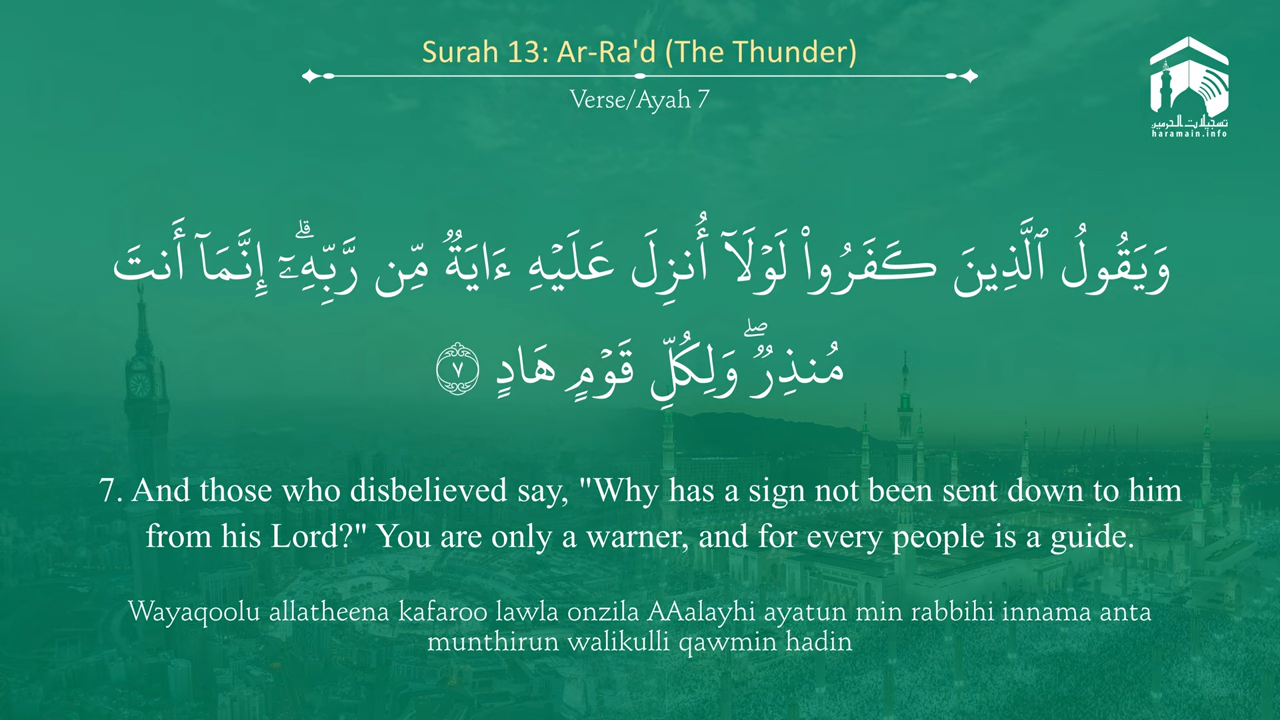 Surah 13: Ar-Ra'd (The Thunder)
Verse/Ayah 7
تسجيلات الحرمين
haramain.info
وَيَقُولُ ٱلَّذِينَ كَفَرُوا۟ لَوْلَآ أُنزِلَ عَلَيْهِ ءَايَةٌ مِّن رَّبِّهِۦٓ ۗ إِنَّمَآ أَنتَ
مُنذِرٌ ۖ وَلِكُلِّ قَوْمٍ هَادٍ ٧
7. And those who disbelieved say, "Why has a sign not been sent down to him
from his Lord?" You are only a warner, and for every people is a guide.
Wayaqoolu allatheena kafaroo lawla onzila AAalayhi ayatun min rabbihi innama anta
munthirun walikulli qawmin hadin